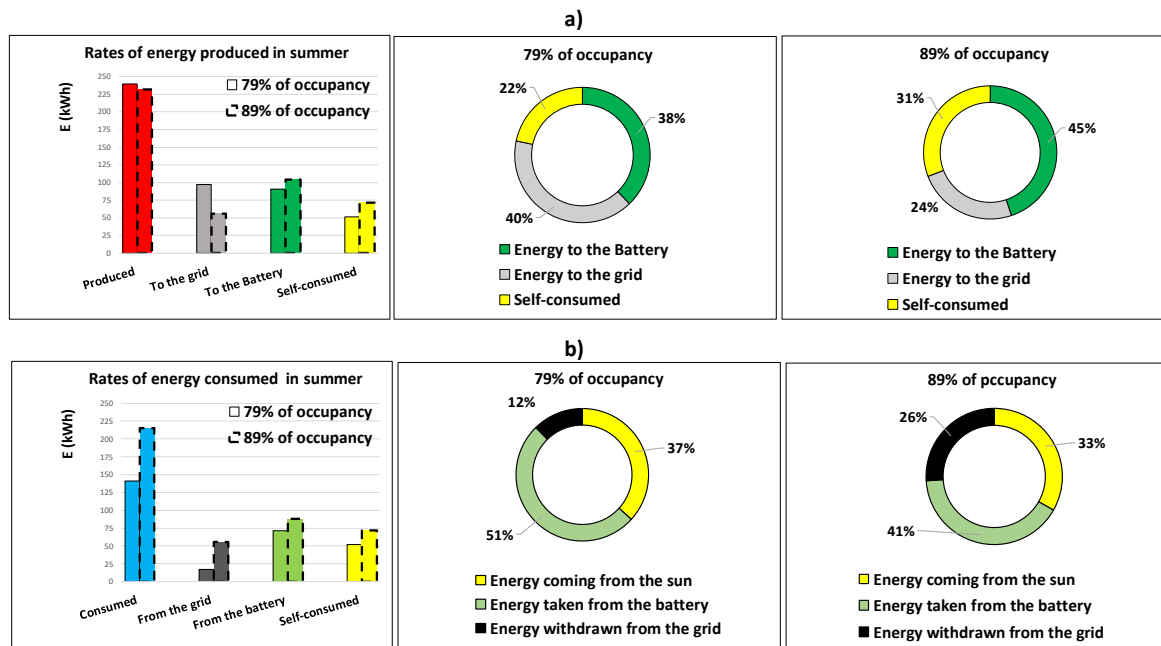 a)
Rates of energy produced in summer
E (kWh)
250
225
200
175
150
125
100
75
50
25
0
79% of occupancy
89% of occupancy
Produced
To the grid
To the Battery
Self-consumed
79% of occupancy
22%
38%
40%
Energy to the Battery
Energy to the grid
Self-consumed
89% of occupancy
31%
45%
24%
Energy to the Battery
Energy to the grid
Self-consumed
b)
Rates of energy consumed in summer
E (kWh)
250
225
200
175
150
125
100
75
50
25
0
79% of occupancy
89% of occupancy
Consumed
From the grid
From the battery
Self-consumed
79% of occupancy
12%
37%
51%
Energy coming from the sun
Energy taken from the battery
Energy withdrawn from the grid
89% of pccupancy
26%
33%
41%
Energy coming from the sun
Energy taken from the battery
Energy withdrawn from the grid